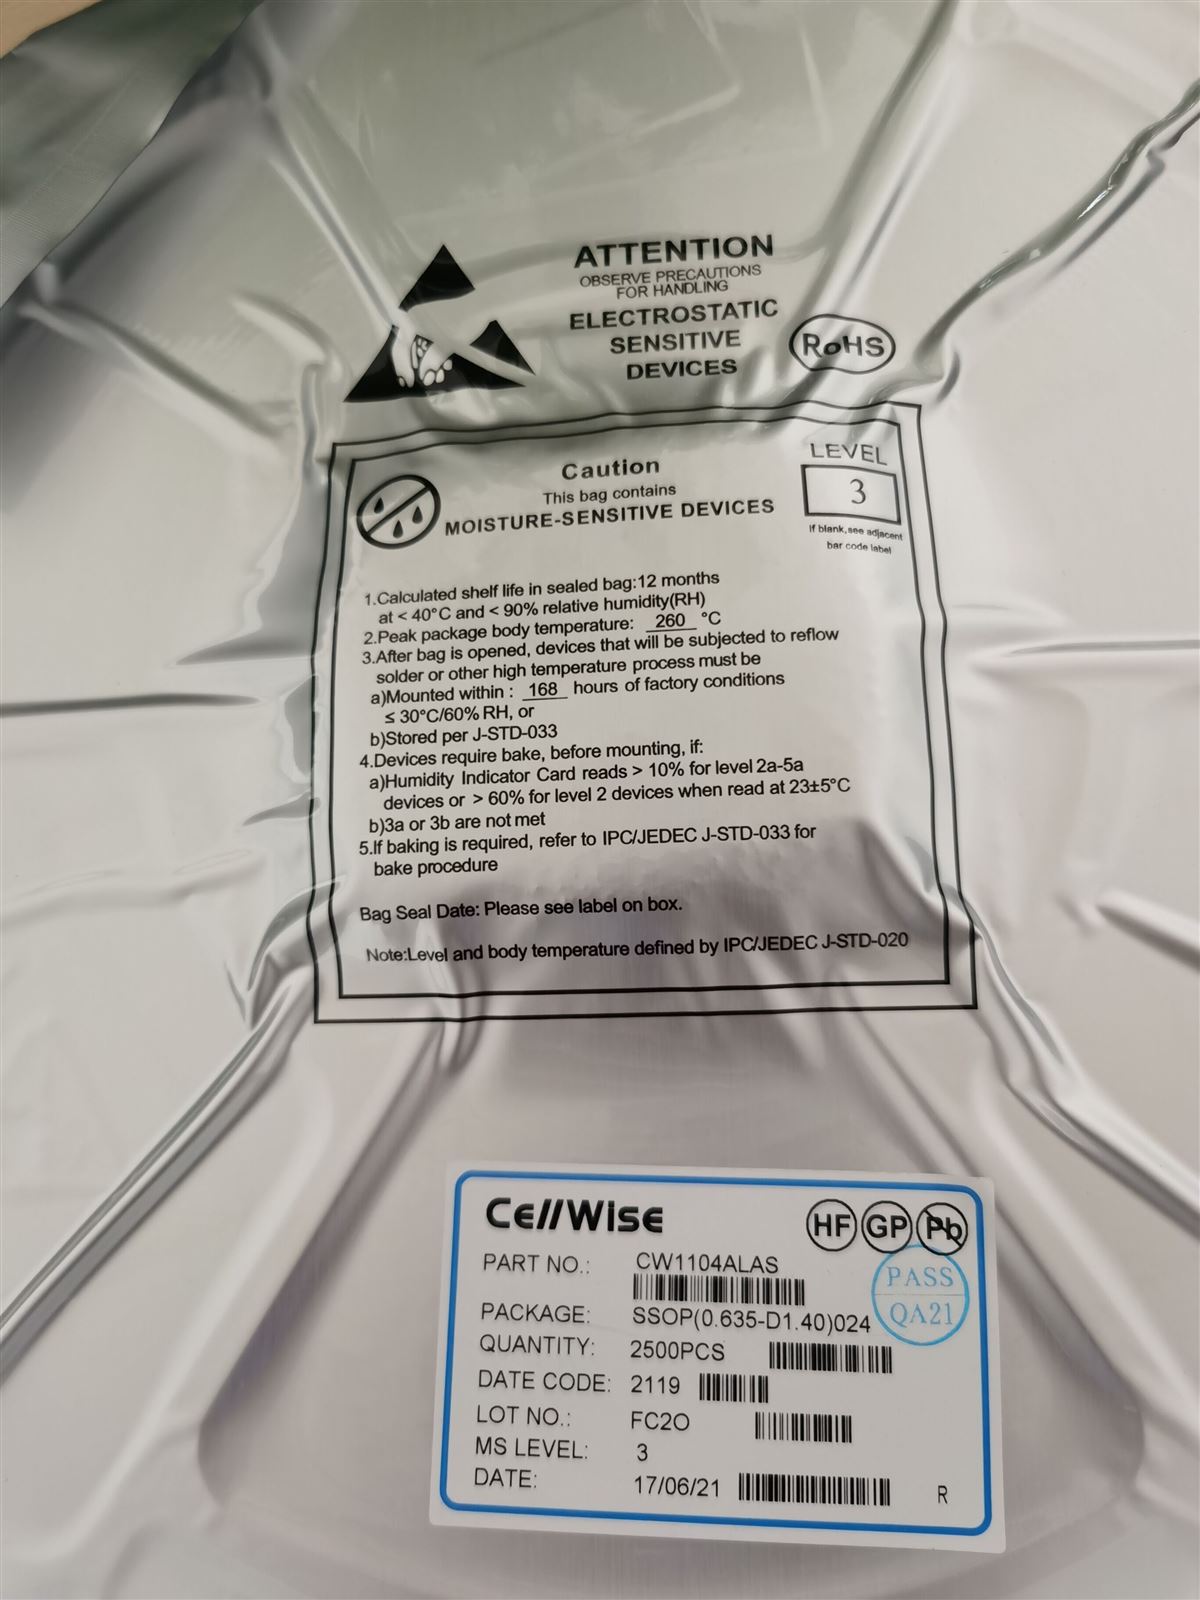 ATTENTION
OBSERVE PRECAUTIONS
FOR HANDLING
ELECTROSTATIC
SENSITIVE
DEVICES
RoHS
Caution
This bag contains
MOISTURE-SENSITIVE DEVICES
LEVEL
3
If blank,see adjacent
bar code label
1.Calculated shelf life in sealed bag:12 months
at < 40°C and < 90% relative humidity(RH)
2.Peak package body temperature: 260 °C
3.After bag is opened, devices that will be subjected to reflow
solder or other high temperature process must be
a)Mounted within : 168 hours of factory conditions
≤ 30°C/60% RH, or
b)Stored per J-STD-033
4.Devices require bake, before mounting, if:
a)Humidity Indicator Card reads > 10% for level 2a-5a
devices or > 60% for level 2 devices when read at 23±5°C
b)3a or 3b are not met
5.If baking is required, refer to IPC/JEDEC J-STD-033 for
bake procedure
Bag Seal Date: Please see label on box.
Note:Level and body temperature defined by IPC/JEDEC J-STD-020
CellWise
HF GP Pb
PART NO.: CW1104ALAS
PASS
QA21
PACKAGE: SSOP(0.635-D1.40)024
QUANTITY: 2500PCS
DATE CODE: 2119
LOT NO.: FC2O
MS LEVEL: 3
DATE: 17/06/21
R